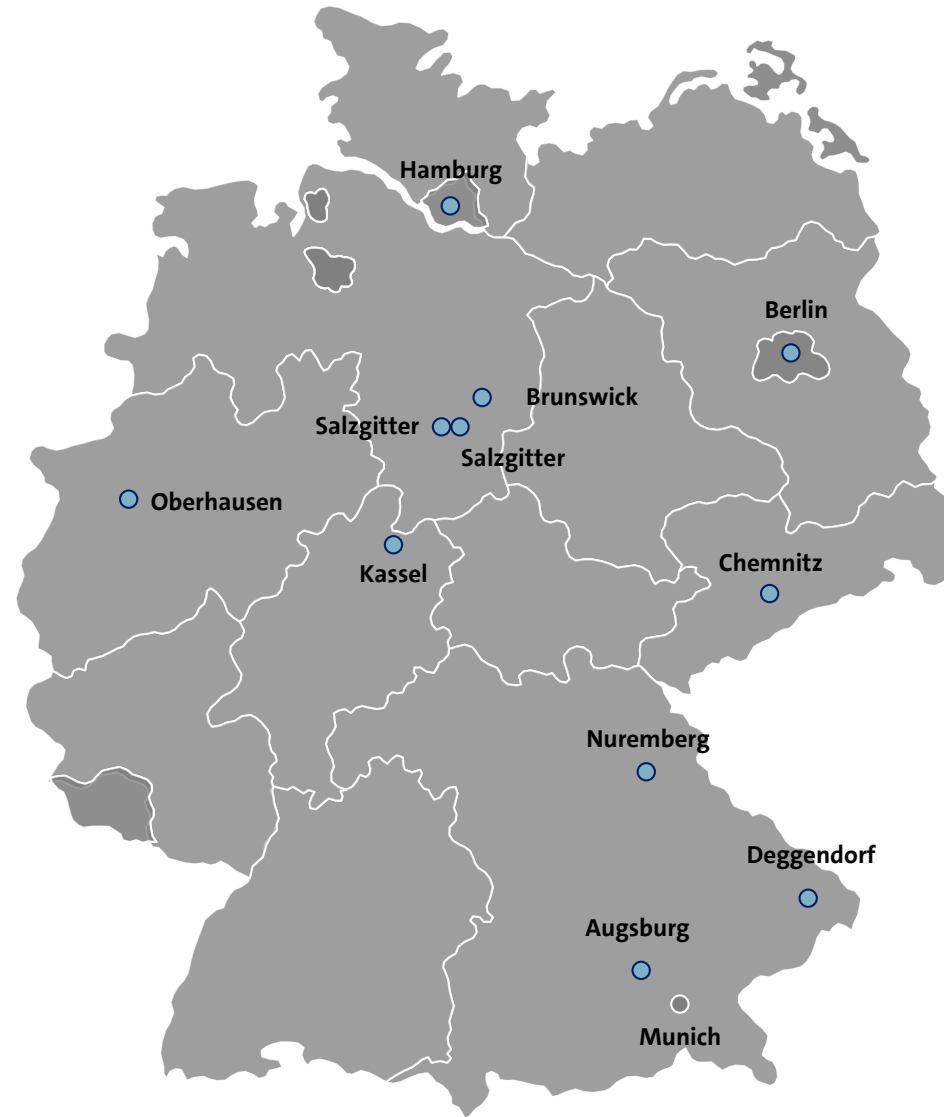 Hamburg
Berlin
Brunswick
Salzgitter
Salzgitter
Oberhausen
Chemnitz
Kassel
Nuremberg
Deggendorf
Augsburg
Munich